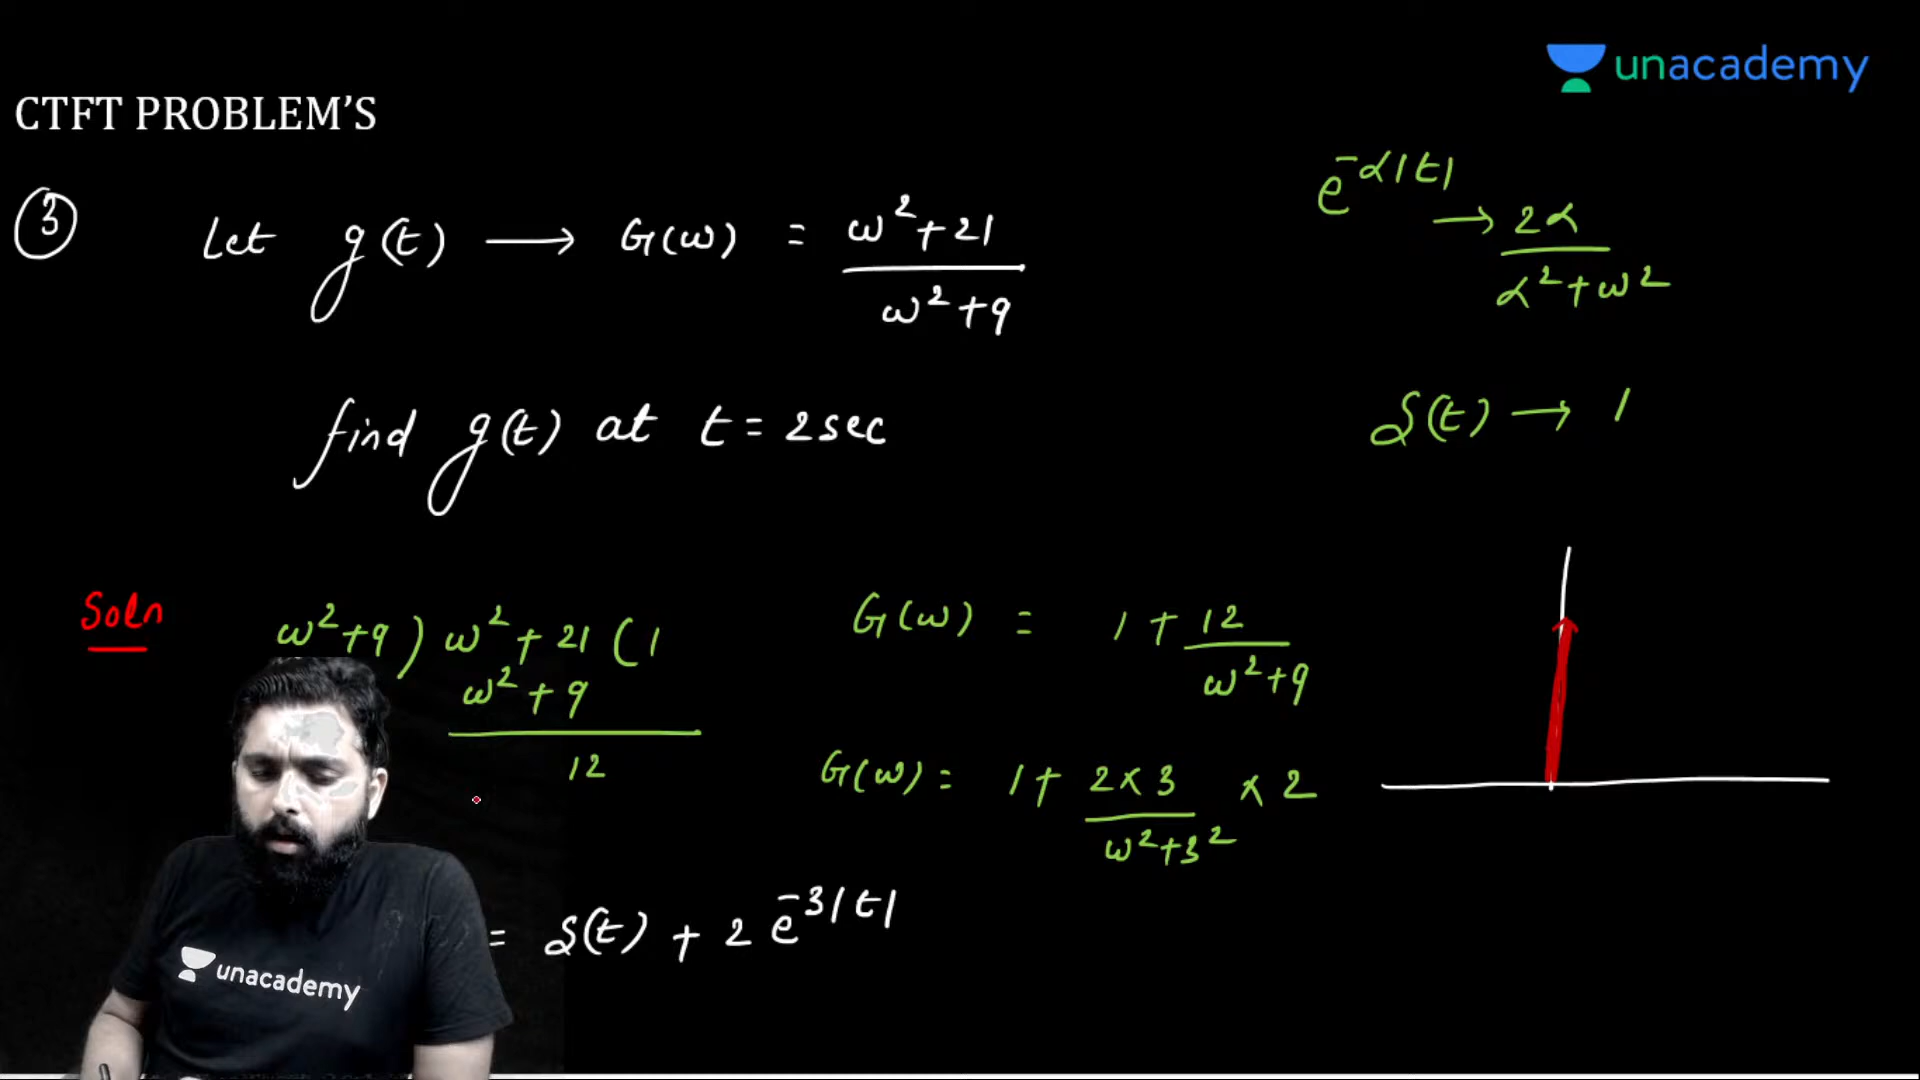 unacademy
CTFT PROBLEM'S
③ Let g(t) ⟶ G(ω) = ω²+21 / ω²+9
find g(t) at t = 2sec
e^-α|t| → 2α / α²+ω²
δ(t) → 1
Soln
ω²+9 ) ω²+21 ( 1
ω²+9
12
G(ω) = 1 + 12 / ω²+9
G(ω) = 1 + 2×3 / ω²+3² × 2
= δ(t) + 2 e^-3|t|
unacademy